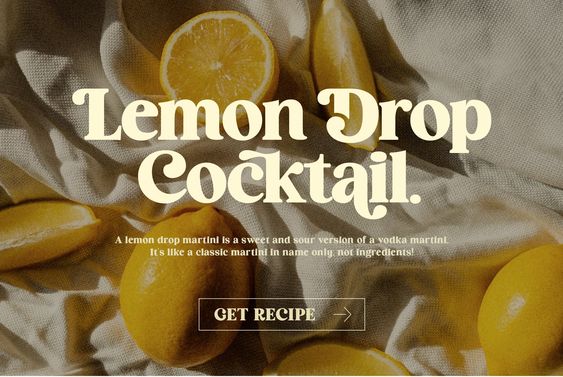 Lemon Drop
Cocktail.
A lemon drop martini is a sweet and sour version of a vodka martini.
It's like a classic martini in name only, not ingredients!
GET RECIPE